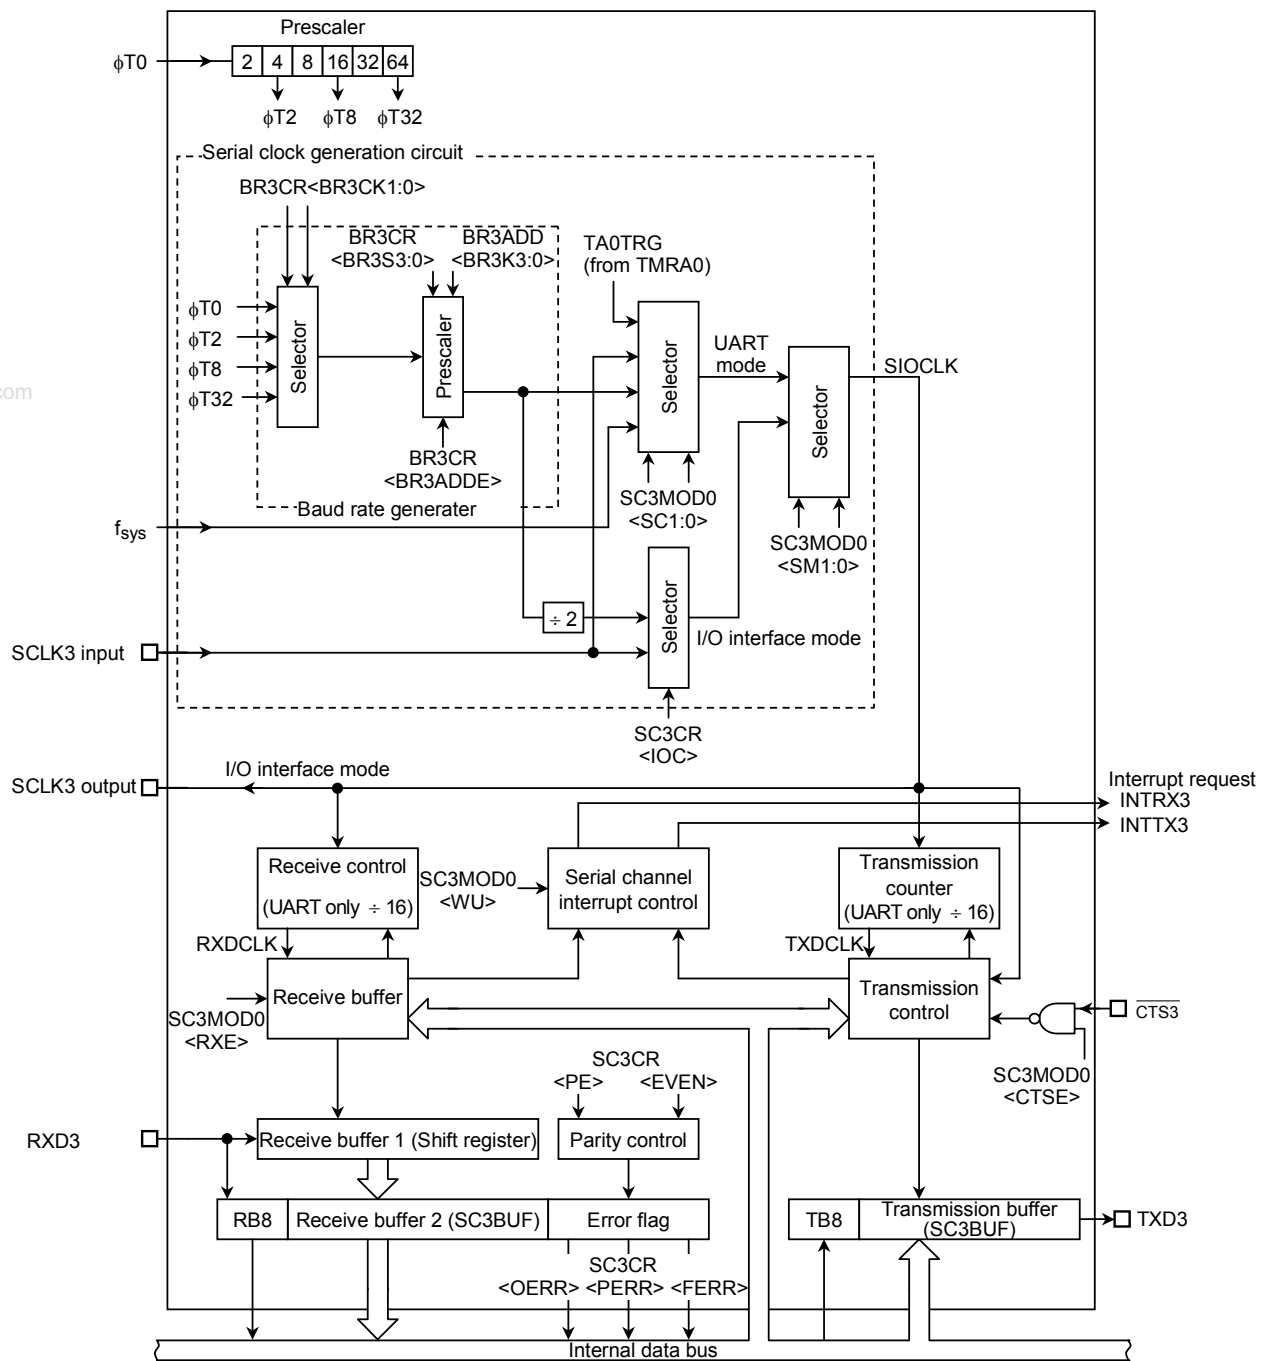 Prescaler
ϕT0
2 4 8 16 32 64
ϕT2 ϕT8 ϕT32
Serial clock generation circuit
BR3CR<BR3CK1:0>
BR3CR
<BR3S3:0>
BR3ADD
<BR3K3:0>
TA0TRG
(from TMRA0)
ϕT0
ϕT2
ϕT8
ϕT32
Selector
Prescaler
BR3CR
<BR3ADDE>
Baud rate generater
Selector
UART
mode
Selector
SIOCLK
com
SC3MOD0
<SC1:0>
SC3MOD0
<SM1:0>
fsys
÷ 2
Selector
I/O interface mode
SCLK3 input
SC3CR
<IOC>
SCLK3 output
I/O interface mode
Interrupt request
INTRX3
INTTX3
Receive control
(UART only ÷ 16)
SC3MOD0
<WU>
Serial channel
interrupt control
Transmission
counter
(UART only ÷ 16)
RXDCLK
TXDCLK
Receive buffer
SC3MOD0
<RXE>
Transmission
control
CTS3
SC3MOD0
<CTSE>
SC3CR
<PE> <EVEN>
RXD3
Receive buffer 1 (Shift register)
Parity control
RB8
Receive buffer 2 (SC3BUF)
Error flag
TB8
Transmission buffer
(SC3BUF)
TXD3
SC3CR
<OERR> <PERR> <FERR>
Internal data bus